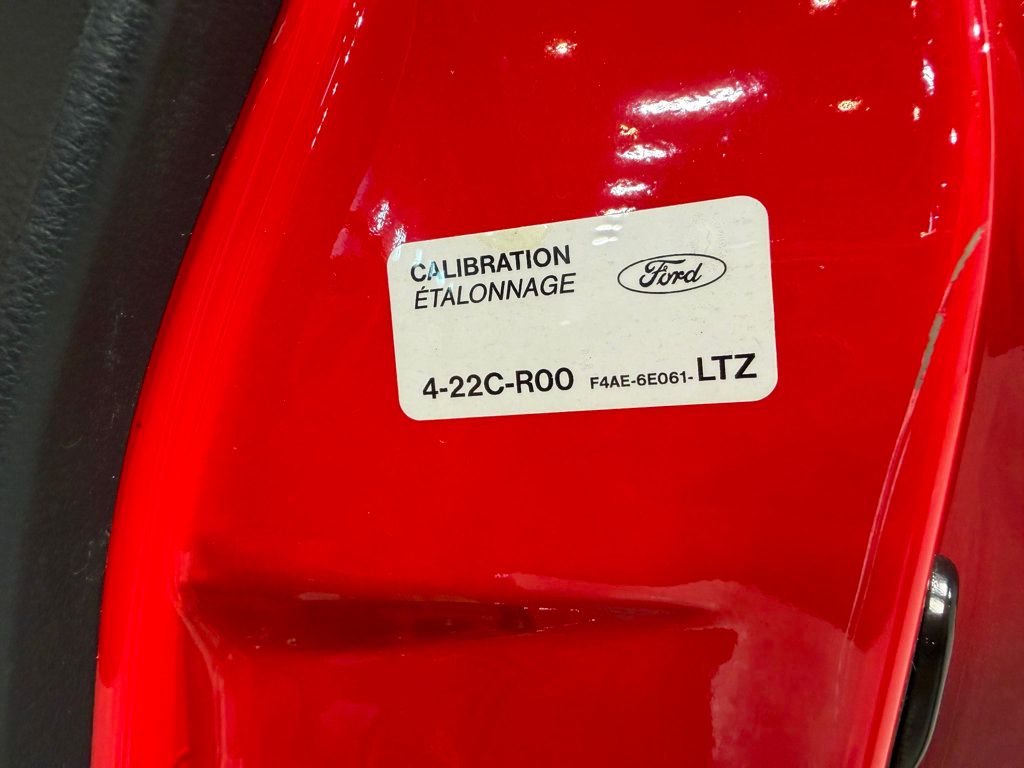 CALIBRATION
ÉTALONNAGE
Ford
4-22C-R00 F4AE-6E061-LTZ